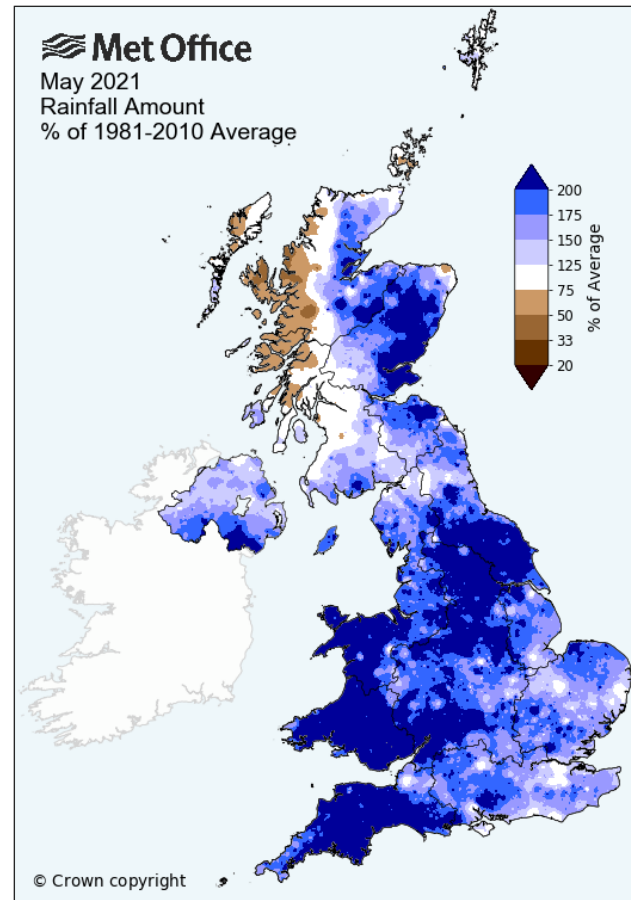 Met Office
May 2021
Rainfall Amount
% of 1981-2010 Average
200
175
150
125
75
50
33
20
% of Average
© Crown copyright